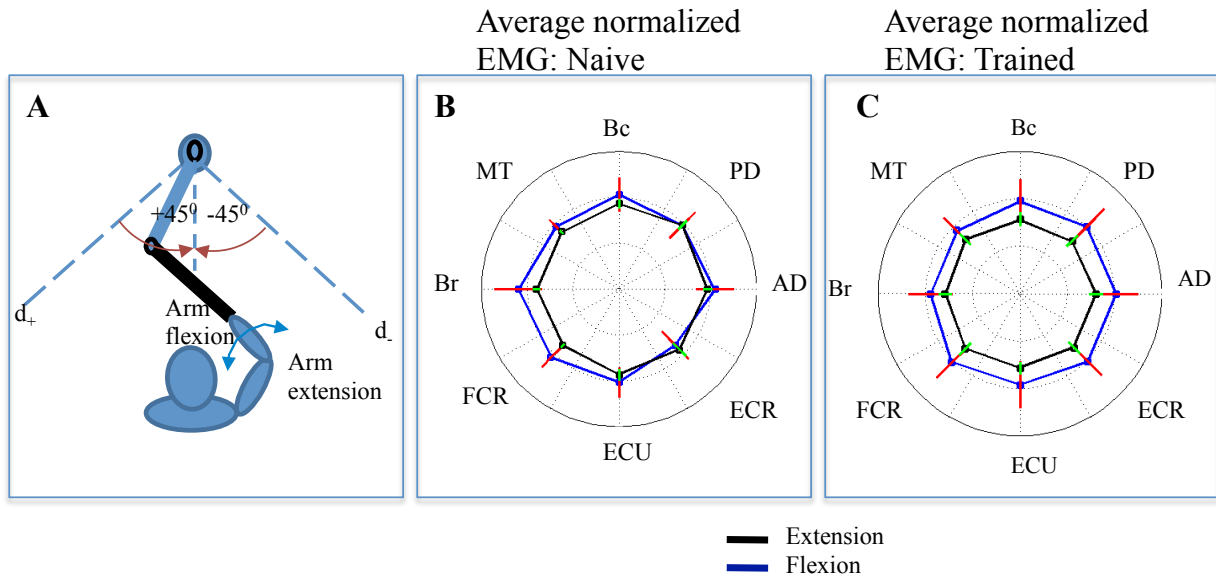 Average normalized
EMG: Naive
Average normalized
EMG: Trained
A
+45⁰ -45⁰
d₊
d₋
Arm
flexion
Arm
extension
B
Bc
MT
PD
Br
AD
FCR
ECR
ECU
C
Bc
MT
PD
Br
AD
FCR
ECR
ECU
Extension
Flexion